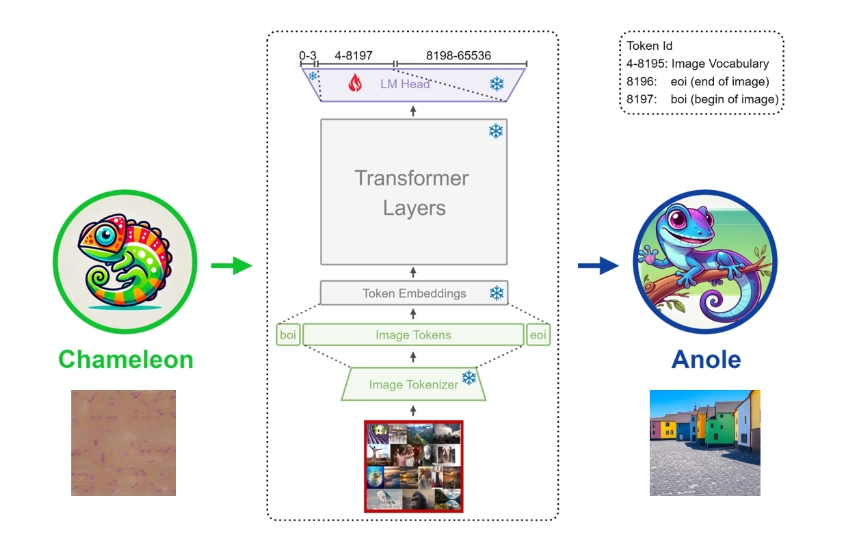 0-3 4-8197 8198-65536
LM Head
Transformer
Layers
Token Embeddings
boi Image Tokens eoi
Image Tokenizer
Token Id
4-8195: Image Vocabulary
8196: eoi (end of image)
8197: boi (begin of image)
Chameleon
Anole